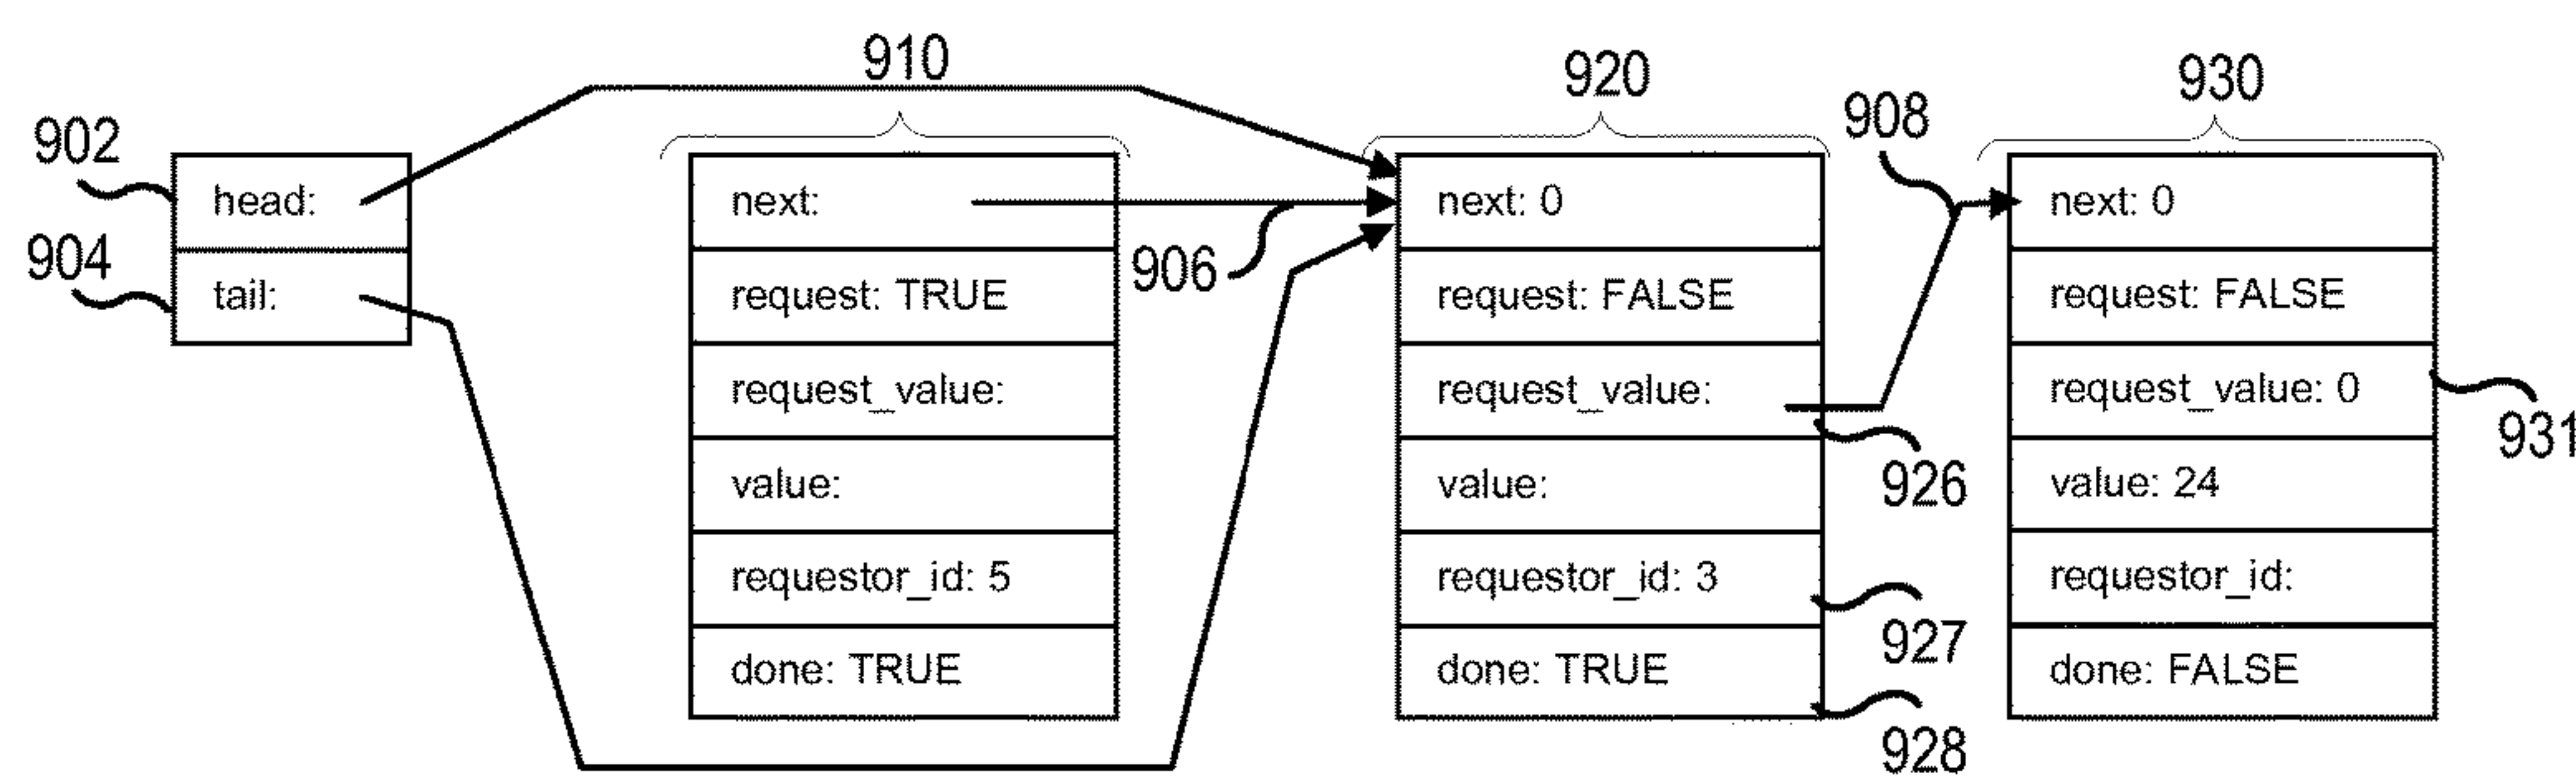 910
920
930
908
902
head:
904
tail:
next:
request: TRUE
request_value:
value:
requestor_id: 5
done: TRUE
906
next: 0
request: FALSE
request_value:
value:
requestor_id: 3
done: TRUE
926
927
928
next: 0
request: FALSE
request_value: 0
value: 24
requestor_id:
done: FALSE
931